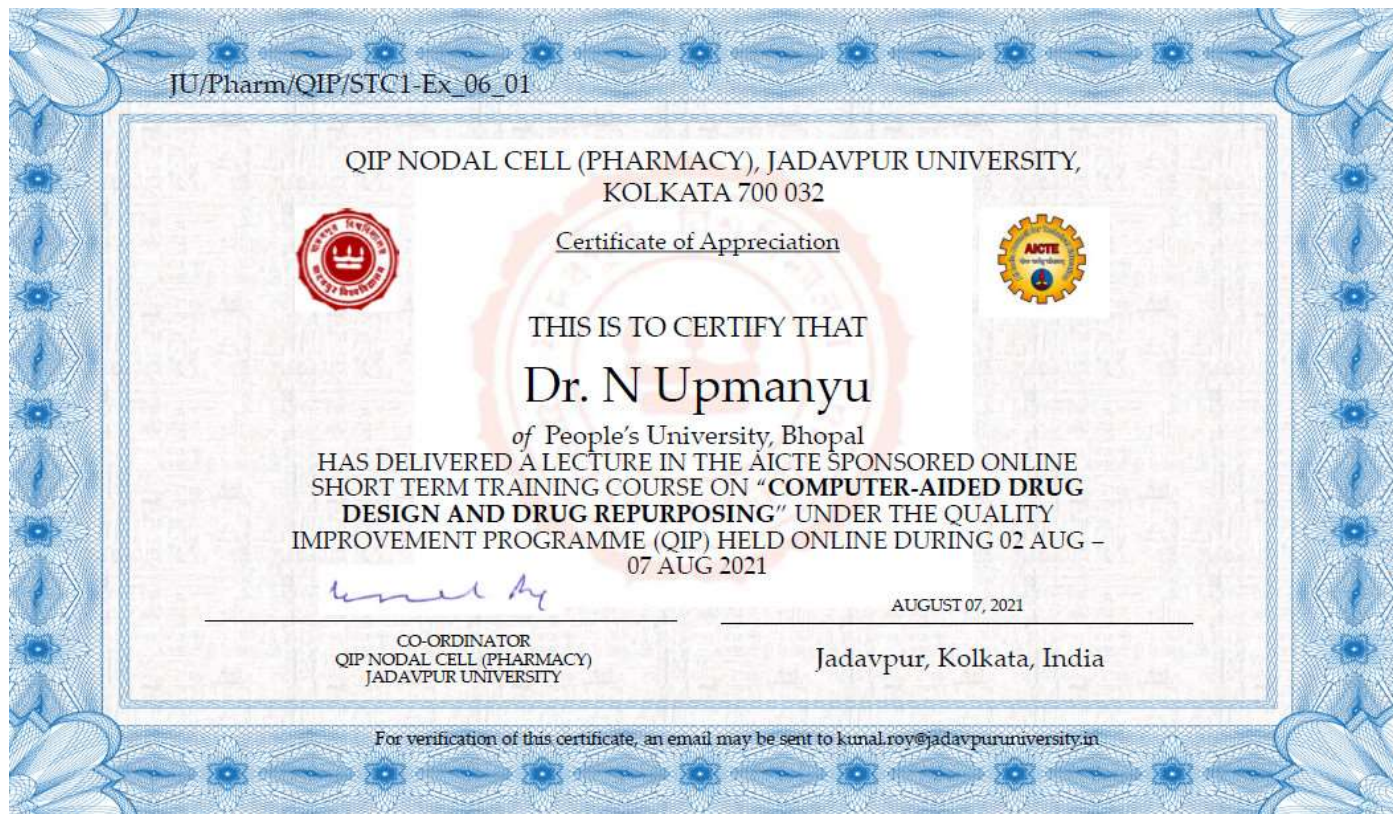 JU/Pharm/QIP/STC1-Ex_06_01
QIP NODAL CELL (PHARMACY), JADAVPUR UNIVERSITY,
KOLKATA 700 032
Certificate of Appreciation
AICTE
THIS IS TO CERTIFY THAT
Dr. N Upmanyu
of People's University, Bhopal
HAS DELIVERED A LECTURE IN THE AICTE SPONSORED ONLINE
SHORT TERM TRAINING COURSE ON “COMPUTER-AIDED DRUG
DESIGN AND DRUG REPURPOSING” UNDER THE QUALITY
IMPROVEMENT PROGRAMME (QIP) HELD ONLINE DURING 02 AUG –
07 AUG 2021
AUGUST 07, 2021
CO-ORDINATOR
QIP NODAL CELL (PHARMACY)
JADAVPUR UNIVERSITY
Jadavpur, Kolkata, India
For verification of this certificate, an email may be sent to kunal.roy@jadavpuruniversity.in